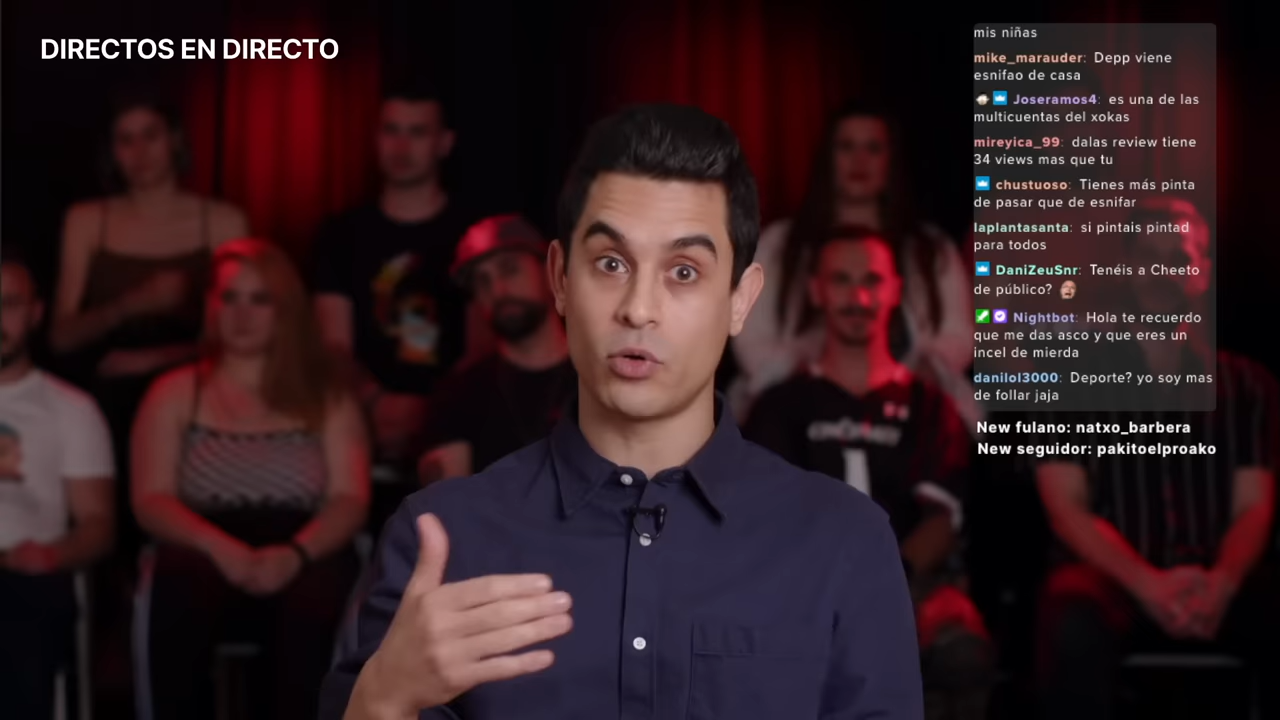 DIRECTOS EN DIRECTO
mis niñas
mike_marauder: Depp viene
esnifao de casa
Joseramos4: es una de las
multicuentas del xokas
mireyica_99: dalas review tiene
34 views mas que tu
chustuoso: Tienes más pinta
de pasar que de esnifar
laplantasanta: si pintais pintad
para todos
DaniZeuSnr: Tenéis a Cheeto
de público?
Nightbot: Hola te recuerdo
que me das asco y que eres un
incel de mierda
danilol3000: Deporte? yo soy mas
de follar jaja
New fulano: natxo_barbera
New seguidor: pakitoelproako